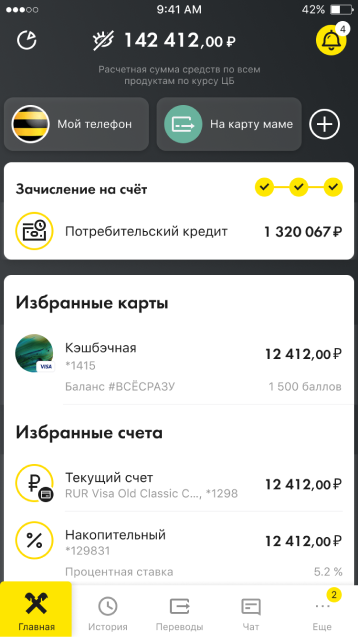 9:41 AM
42%
142 412,00 ₽
4
Расчетная сумма средств по всем
продуктам по курсу ЦБ
Мой телефон
На карту маме
Зачисление на счёт
Потребительский кредит
1 320 067 ₽
Избранные карты
Кэшбэчная
12 412,00 ₽
*1415
VISA
Баланс #ВСЁСРАЗУ
1 500 баллов
Избранные счета
Текущий счет
12 412,00 ₽
RUR Visa Old Classic C..., *1298
Накопительный
12 412,00 ₽
*129831
Процентная ставка
5.2 %
Главная
История
Переводы
Чат
2
Еще